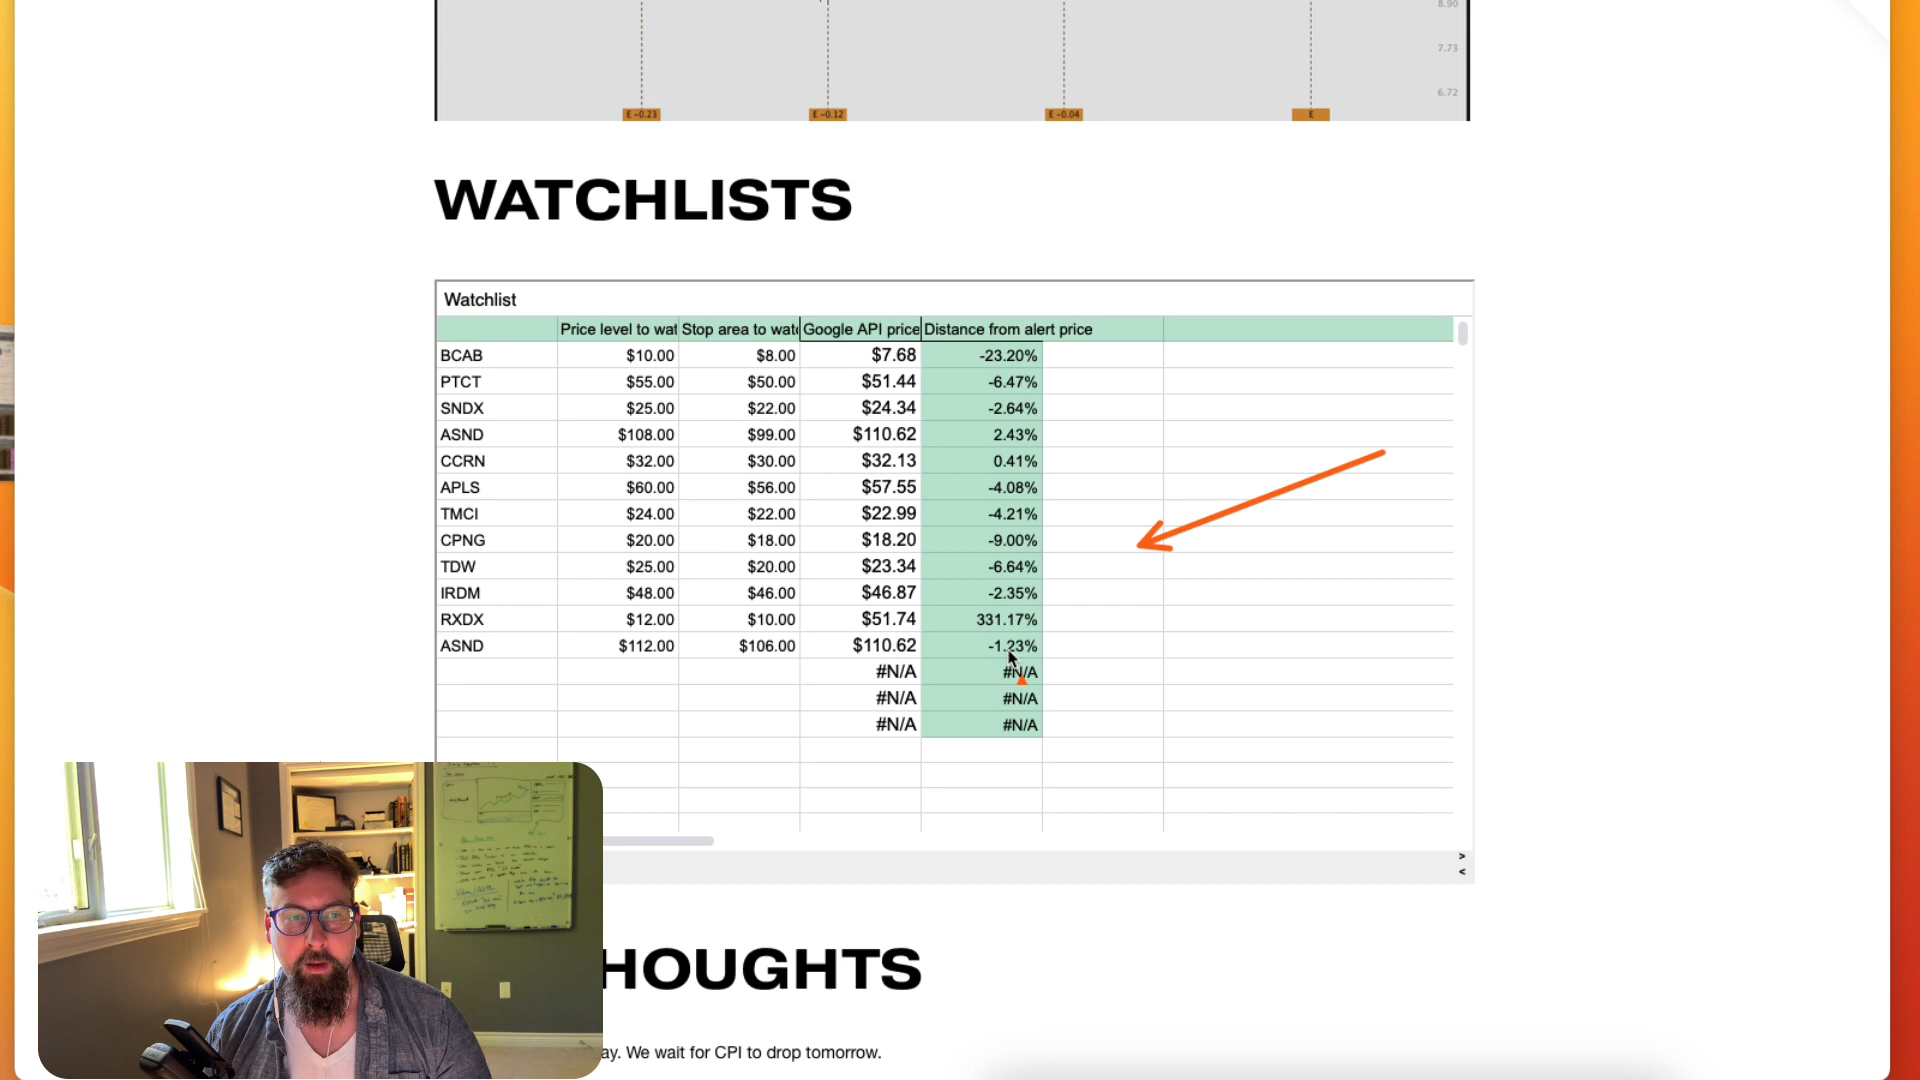 8.90
7.73
6.72
E -0.23 E -0.12 E -0.04 E
WATCHLISTS
Watchlist
Price level to wat Stop area to watc Google API price Distance from alert price
BCAB $10.00 $8.00 $7.68 -23.20%
PTCT $55.00 $50.00 $51.44 -6.47%
SNDX $25.00 $22.00 $24.34 -2.64%
ASND $108.00 $99.00 $110.62 2.43%
CCRN $32.00 $30.00 $32.13 0.41%
APLS $60.00 $56.00 $57.55 -4.08%
TMCI $24.00 $22.00 $22.99 -4.21%
CPNG $20.00 $18.00 $18.20 -9.00%
TDW $25.00 $20.00 $23.34 -6.64%
IRDM $48.00 $46.00 $46.87 -2.35%
RXDX $12.00 $10.00 $51.74 331.17%
ASND $112.00 $106.00 $110.62 -1.23%
#N/A #N/A
#N/A #N/A
#N/A #N/A
>
<
HOUGHTS
ay. We wait for CPI to drop tomorrow.